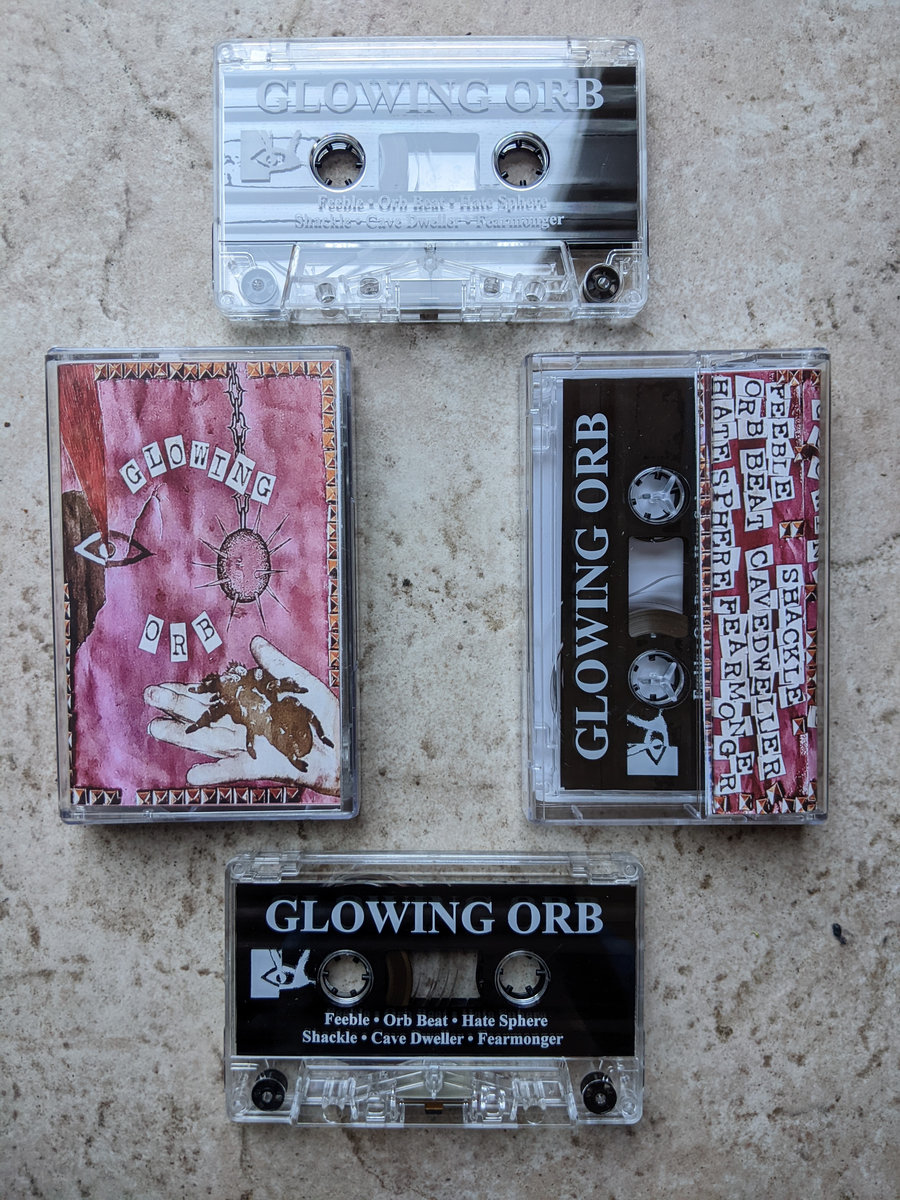 GLOWING ORB
Feeble • Orb Beat • Hate Sphere
Shackle • Cave Dweller • Fearmonger
GLOWING
ORB
GLOWING ORB
FEEBLE SHACKLE
ORB BEAT CAVEDWELLER
HATE SPHERE FEARMONGER
GLOWING ORB
Feeble • Orb Beat • Hate Sphere
Shackle • Cave Dweller • Fearmonger